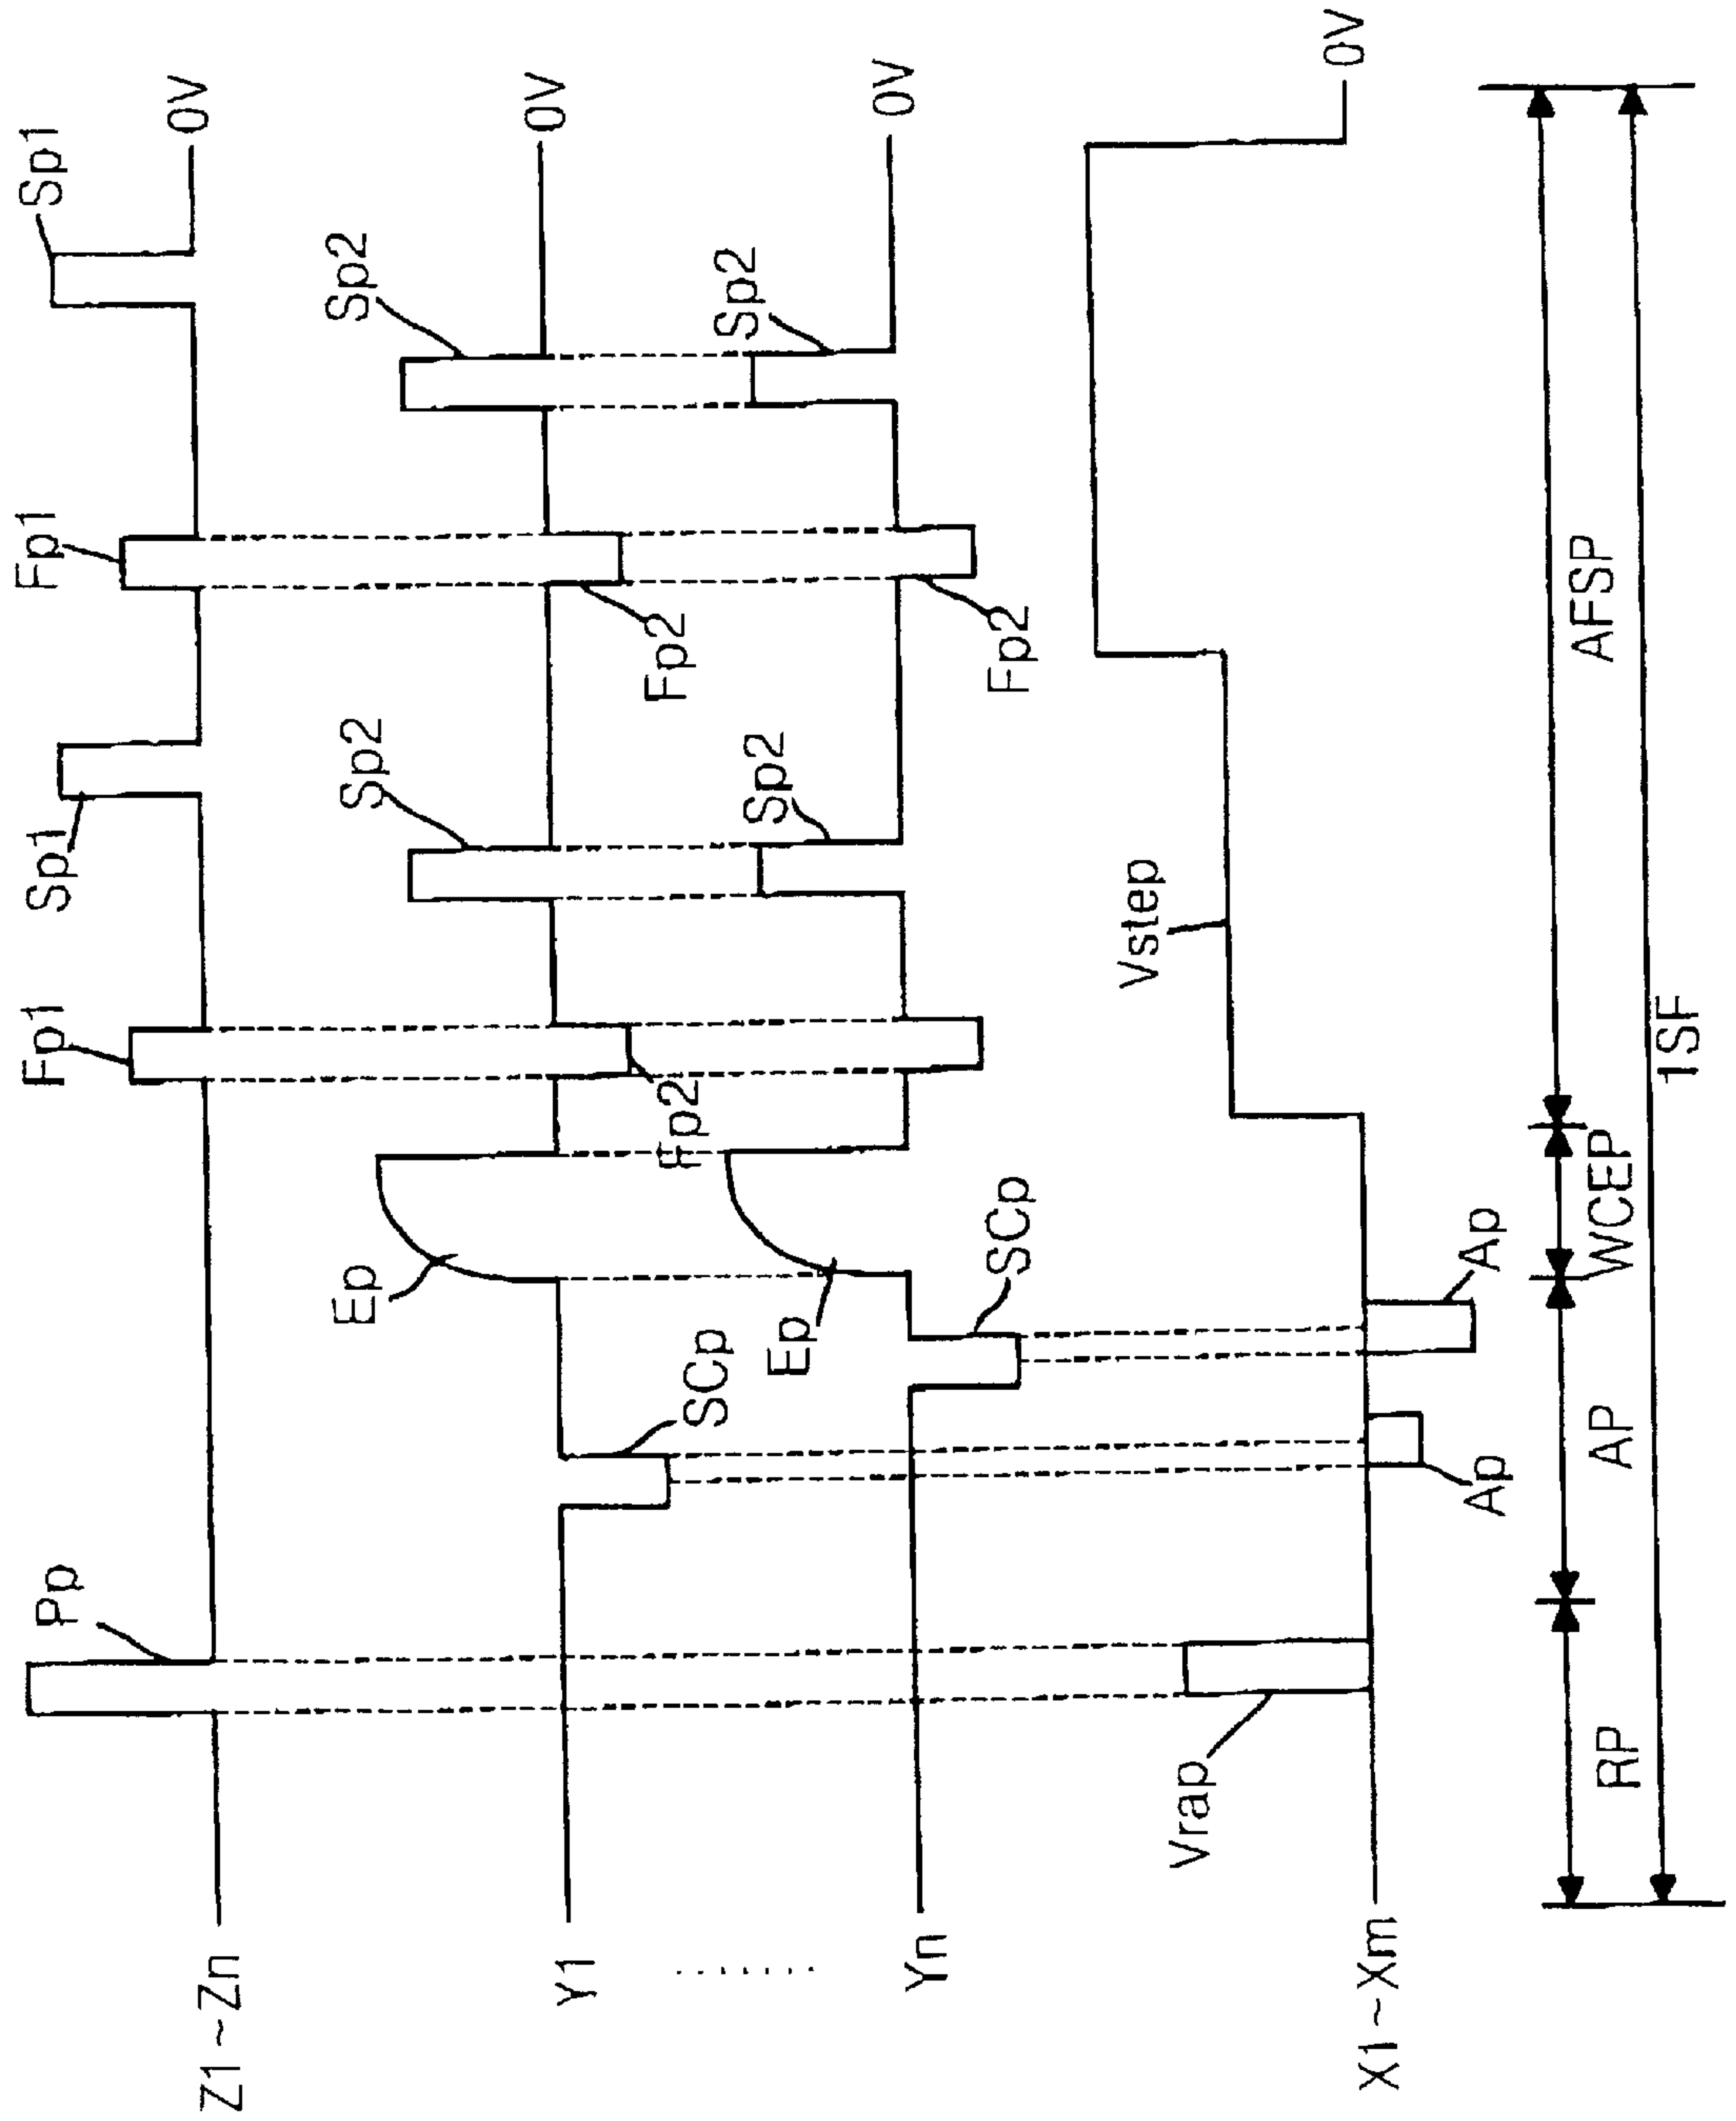 Z1~Zn
Pp
Fp1
Sp1
Fp1
Sp1
0V
Y1
SCp
Ep
Fp2
Sp2
Fp2
Sp2
0V
.......
Yn
SCp
Ep
Sp2
Fp2
Sp2
0V
X1~Xm
Vrap
Ap
Ap
Vstep
0V
RP
AP
WCEP
AFSP
1SF